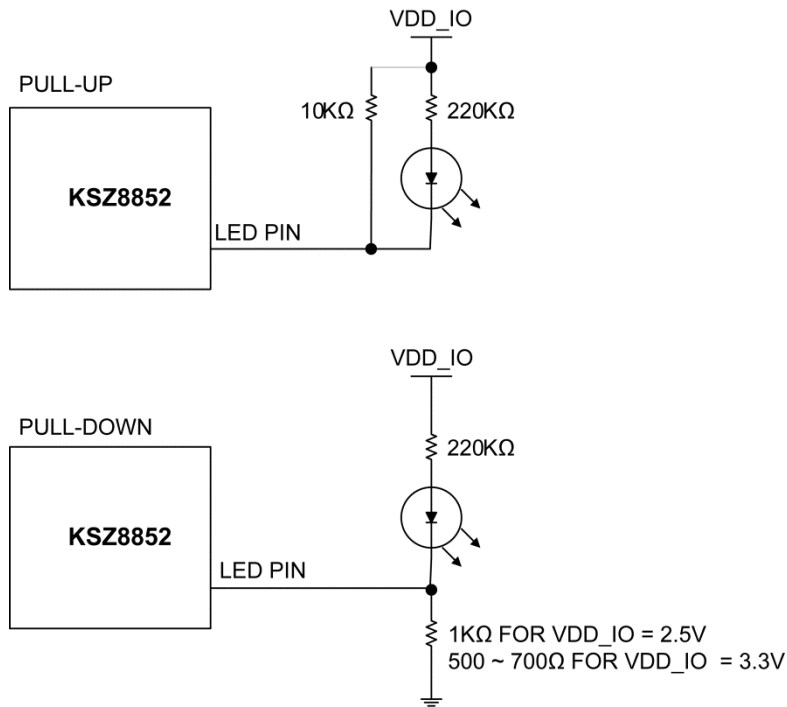 VDD_IO
PULL-UP
10KΩ
220KΩ
KSZ8852
LED PIN
VDD_IO
PULL-DOWN
220KΩ
KSZ8852
LED PIN
1KΩ FOR VDD_IO = 2.5V
500 ~ 700Ω FOR VDD_IO = 3.3V